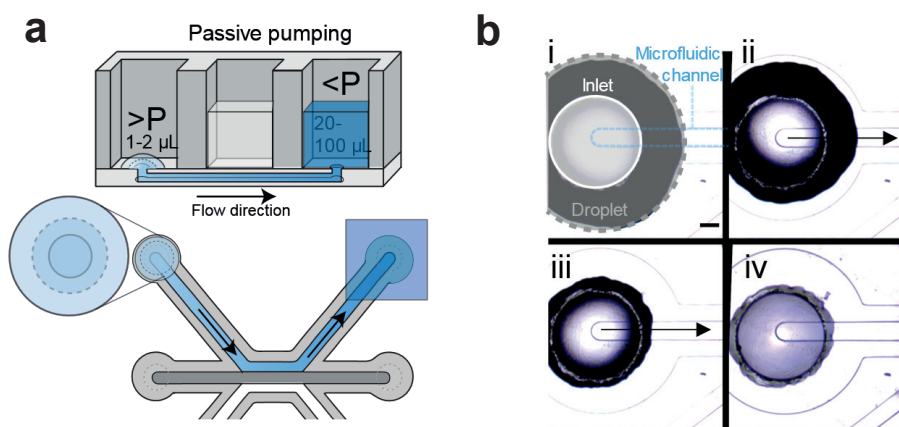 a
Passive pumping
>P
1-2 µL
<P
20-
100 µL
Flow direction
b
i
Microfluidic
channel
Inlet
Droplet
ii
iii
iv